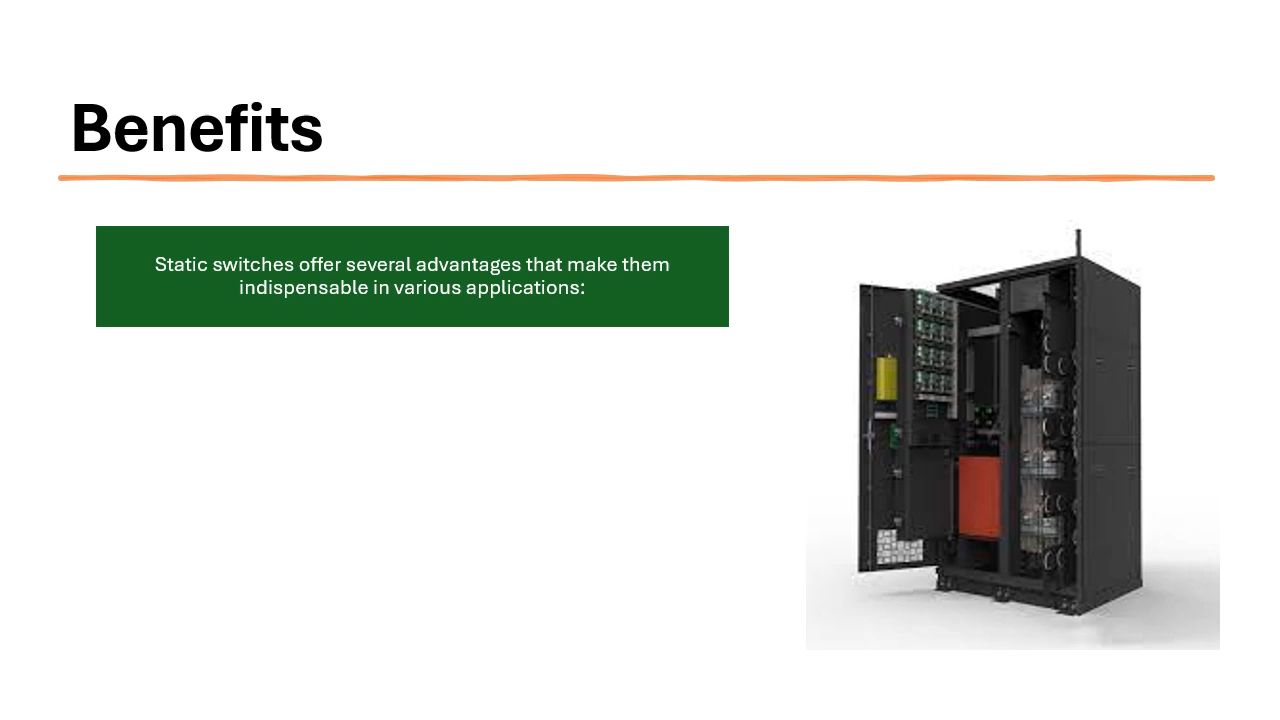 Benefits
Static switches offer several advantages that make them
indispensable in various applications: